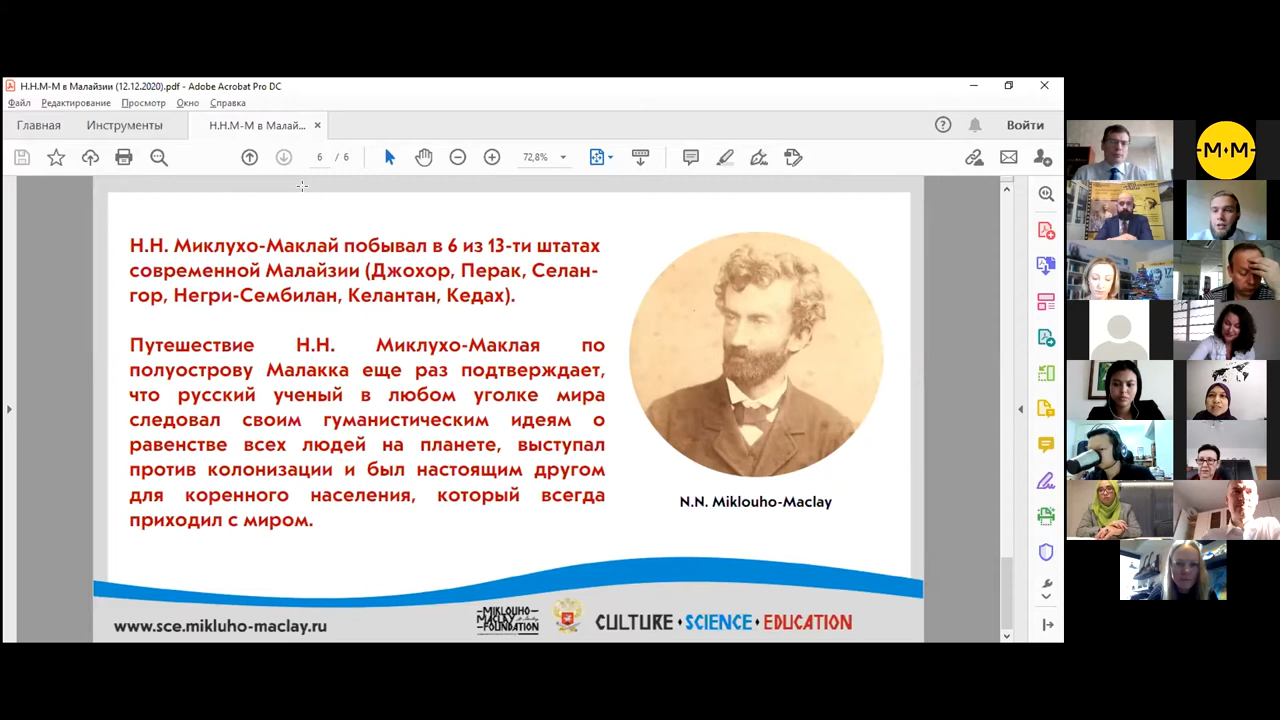 Н.Н.М-М в Малайзии (12.12.2020).pdf - Adobe Acrobat Pro DC
Файл Редактирование Просмотр Окно Справка
Главная Инструменты Н.Н.М-М в Малай... × Войти
6 / 6 72,8%
Н.Н. Миклухо-Маклай побывал в 6 из 13-ти штатах
современной Малайзии (Джохор, Перак, Селан-
гор, Негри-Сембилан, Келантан, Кедах).
Путешествие Н.Н. Миклухо-Маклая по
полуострову Малакка еще раз подтверждает,
что русский ученый в любом уголке мира
следовал своим гуманистическим идеям о
равенстве всех людей на планете, выступал
против колонизации и был настоящим другом
для коренного населения, который всегда
приходил с миром.
N.N. Miklouho-Maclay
www.sce.mikluho-maclay.ru
MIKLOUHO
MACLAY
FOUNDATION
CULTURE • SCIENCE • EDUCATION
M M